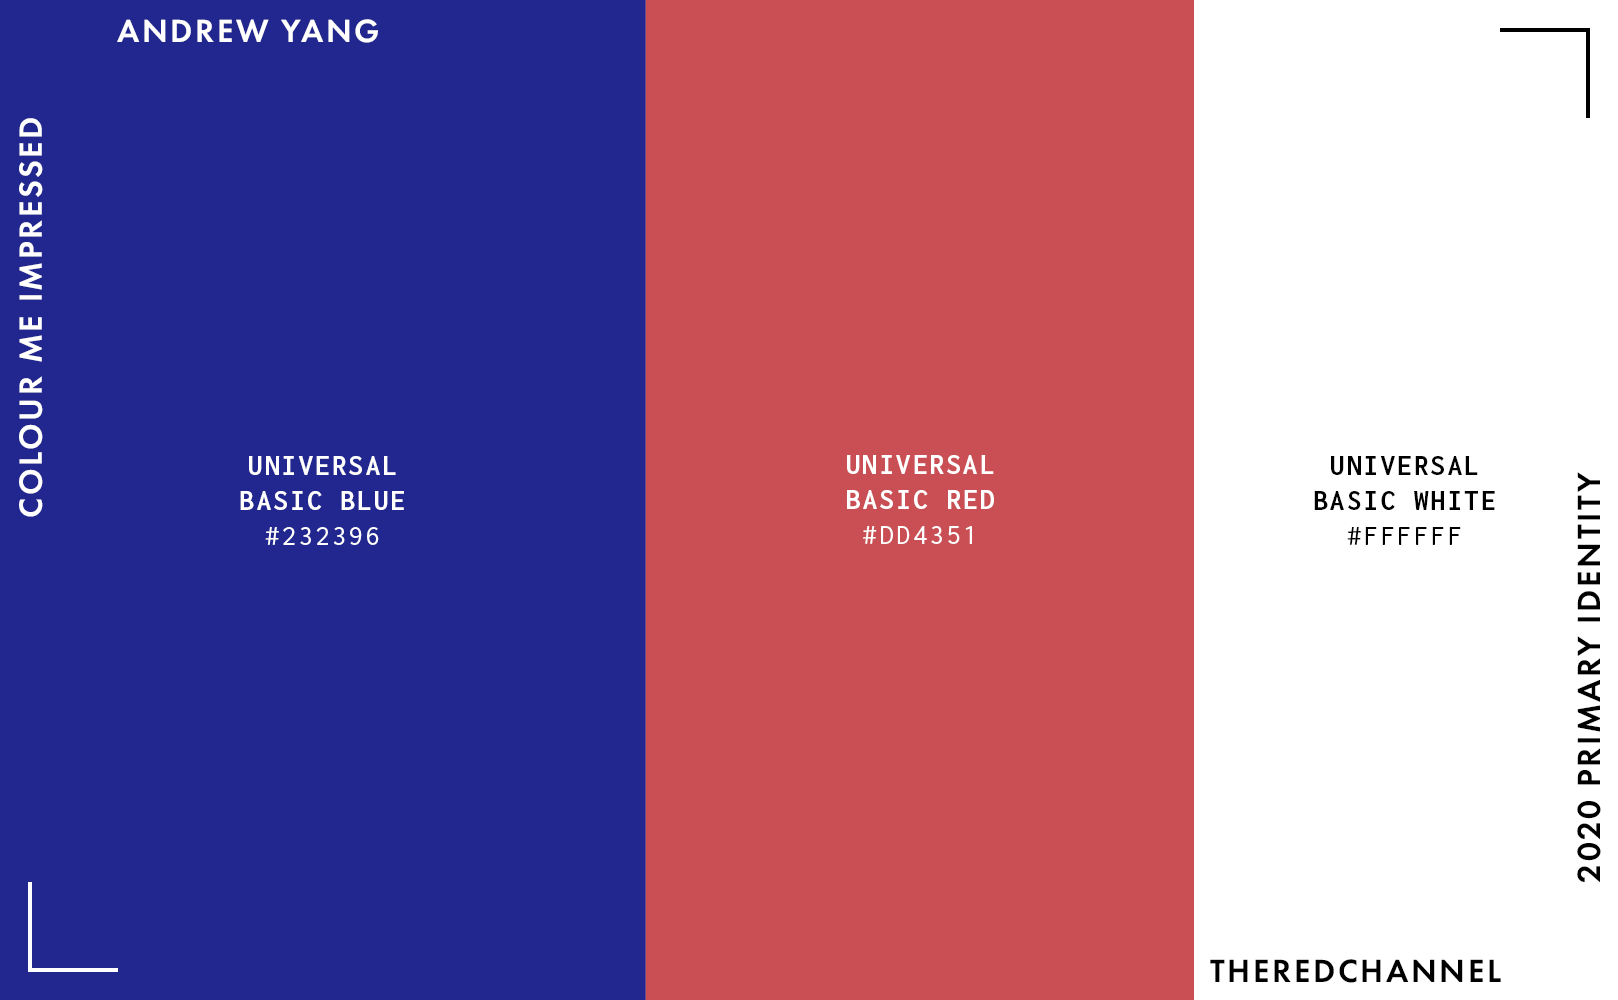 ANDREW YANG
COLOUR ME IMPRESSED
UNIVERSAL
BASIC BLUE
#232396
UNIVERSAL
BASIC RED
#DD4351
UNIVERSAL
BASIC WHITE
#FFFFFF
2020 PRIMARY IDENTITY
THEREDCHANNEL